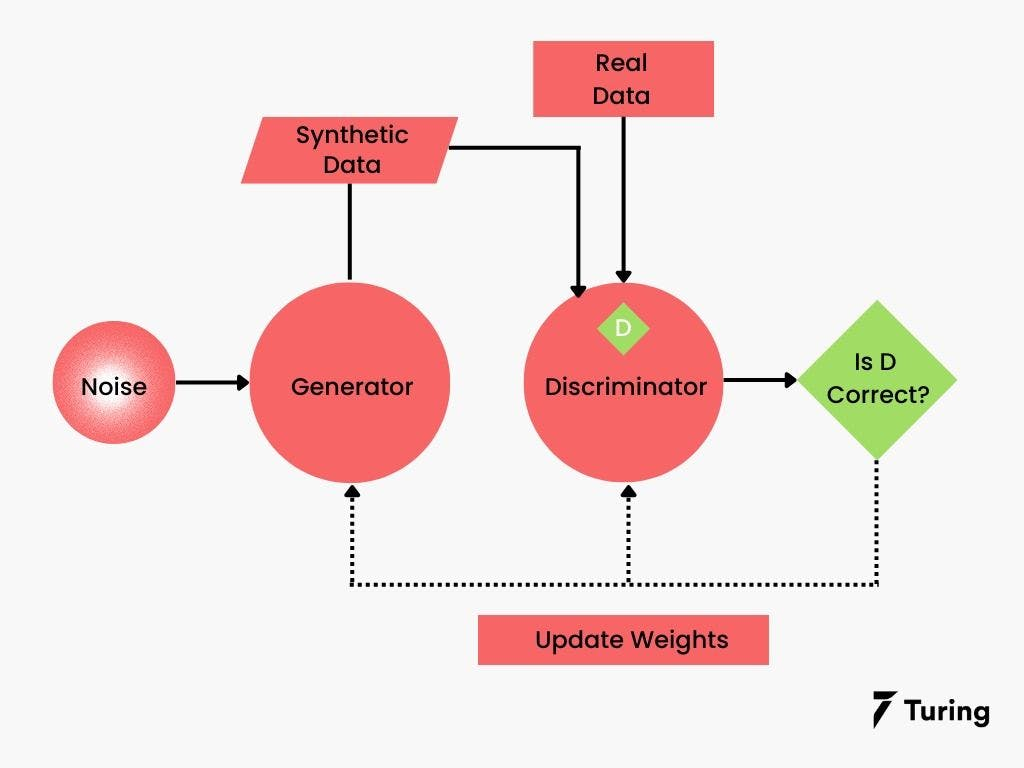 Real
Data
Synthetic
Data
D
Noise
Generator
Discriminator
Is D
Correct?
Update Weights
Turing